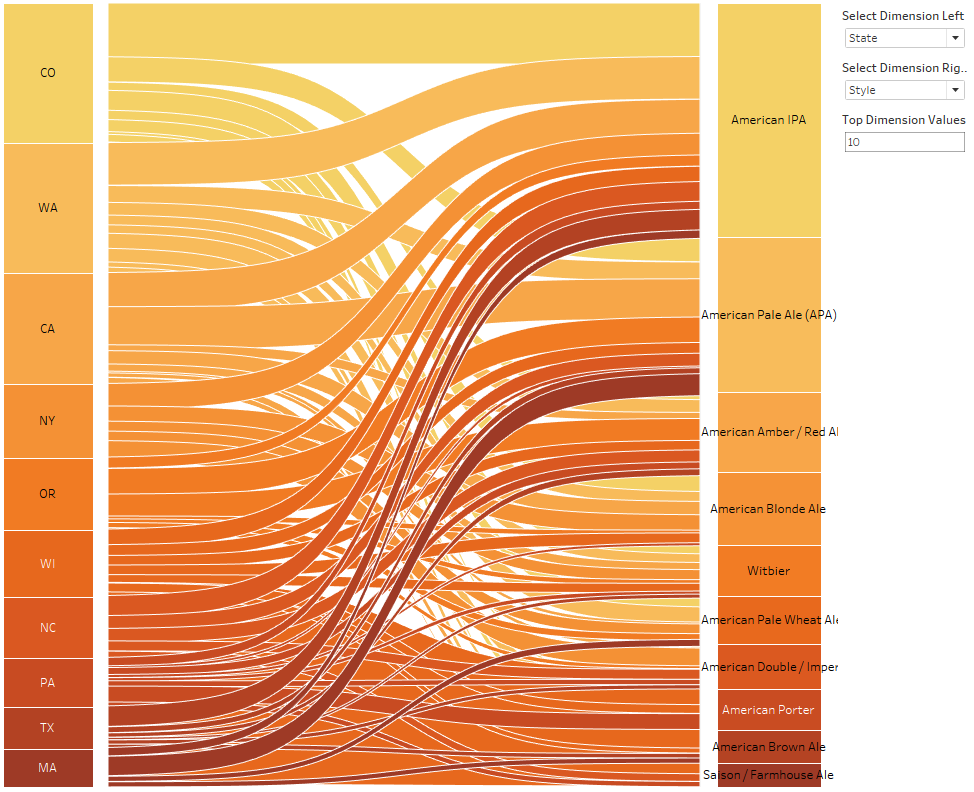 Select Dimension Left
State
Select Dimension Rig..
Style
Top Dimension Values
10
CO
WA
CA
NY
OR
WI
NC
PA
TX
MA
American IPA
American Pale Ale (APA)
American Amber / Red Al
American Blonde Ale
Witbier
American Pale Wheat Ale
American Double / Imper
American Porter
American Brown Ale
Saison / Farmhouse Ale